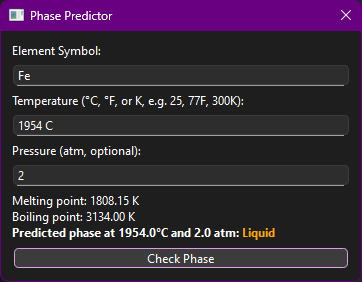 Phase Predictor
Element Symbol:
Fe
Temperature (°C, °F, or K, e.g. 25, 77F, 300K):
1954 C
Pressure (atm, optional):
2
Melting point: 1808.15 K
Boiling point: 3134.00 K
Predicted phase at 1954.0°C and 2.0 atm: Liquid
Check Phase